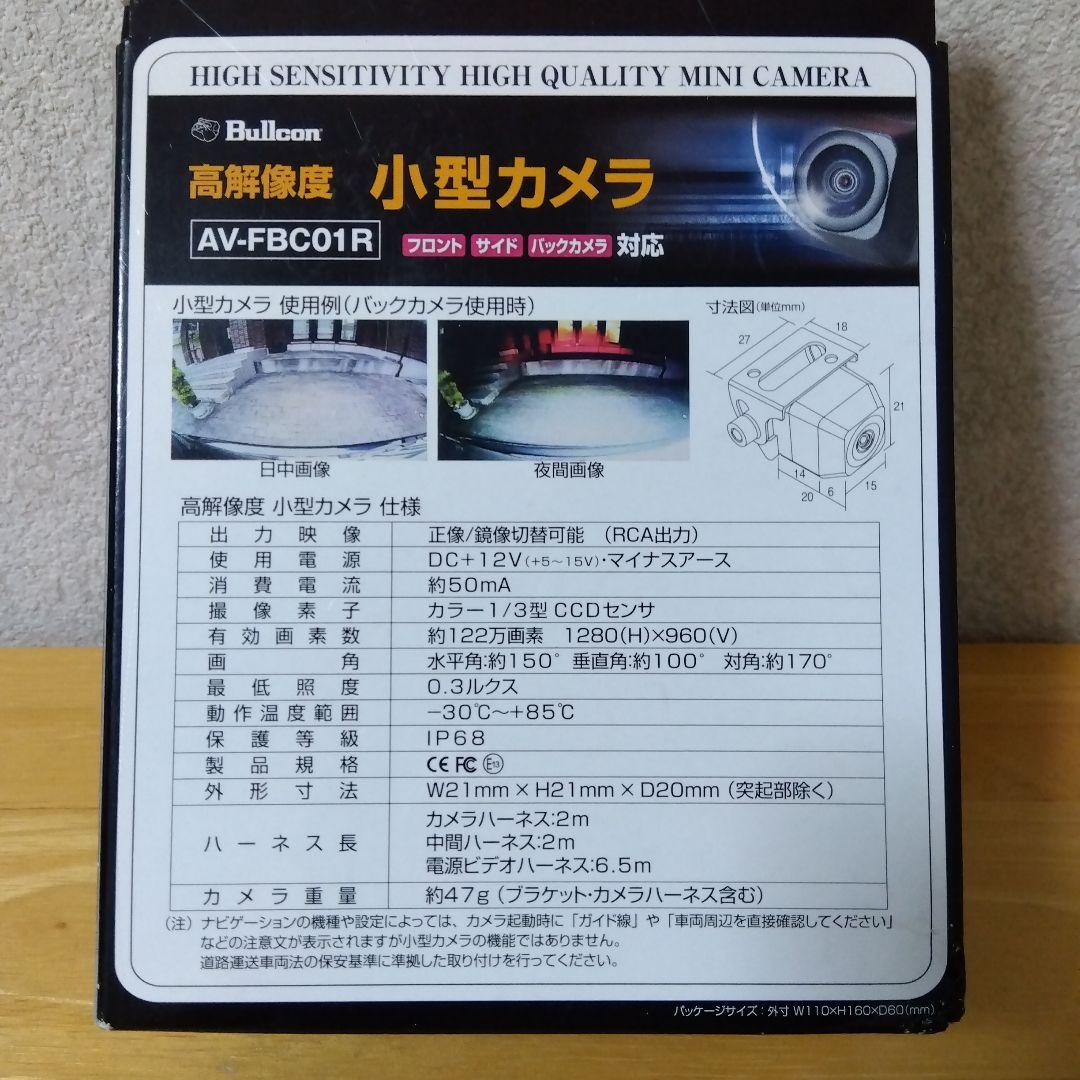 HIGH SENSITIVITY HIGH QUALITY MINI CAMERA
Bullcon
高解像度 小型カメラ
AV-FBC01R フロント サイド バックカメラ 対応
小型カメラ 使用例(バックカメラ使用時)
日中画像
夜間画像
寸法図(単位mm)
18
27
21
14
20
6
15
高解像度 小型カメラ 仕様
出力映像 正像/鏡像切替可能 (RCA出力)
使用電源 DC+12V(+5~15V)・マイナスアース
消費電流 約50mA
撮像素子 カラー1/3型CCDセンサ
有効画素数 約122万画素 1280(H)×960(V)
画角 水平角:約150° 垂直角:約100° 対角:約170°
最低照度 0.3ルクス
動作温度範囲 -30℃~+85℃
保護等級 IP68
製品規格 CE FC E13
外形寸法 W21mm×H21mm×D20mm (突起部除く)
ハーネス長 カメラハーネス:2m
中間ハーネス:2m
電源ビデオハーネス:6.5m
カメラ重量 約47g (ブラケット・カメラハーネス含む)
(注) ナビゲーションの機種や設定によっては、カメラ起動時に「ガイド線」や「車両周辺を直接確認してください」
などの注意文が表示されますが小型カメラの機能ではありません。
道路運送車両法の保安基準に準拠した取り付けを行ってください。
パッケージサイズ:外寸 W110×H160×D60(mm)